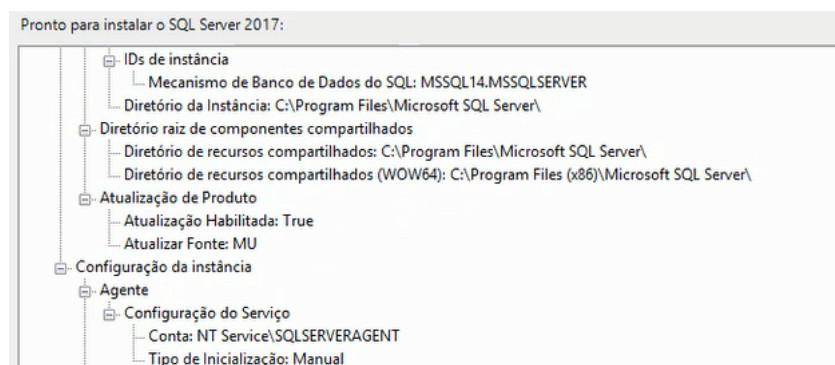 Pronto para instalar o SQL Server 2017:
IDs de instância
Mecanismo de Banco de Dados do SQL: MSSQL14.MSSQLSERVER
Diretório da Instância: C:\Program Files\Microsoft SQL Server\
Diretório raiz de componentes compartilhados
Diretório de recursos compartilhados: C:\Program Files\Microsoft SQL Server\
Diretório de recursos compartilhados (WOW64): C:\Program Files (x86)\Microsoft SQL Server\
Atualização de Produto
Atualização Habilitada: True
Atualizar Fonte: MU
Configuração da instância
Agente
Configuração do Serviço
Conta: NT Service\SQLSERVERAGENT
Tipo de Inicialização: Manual